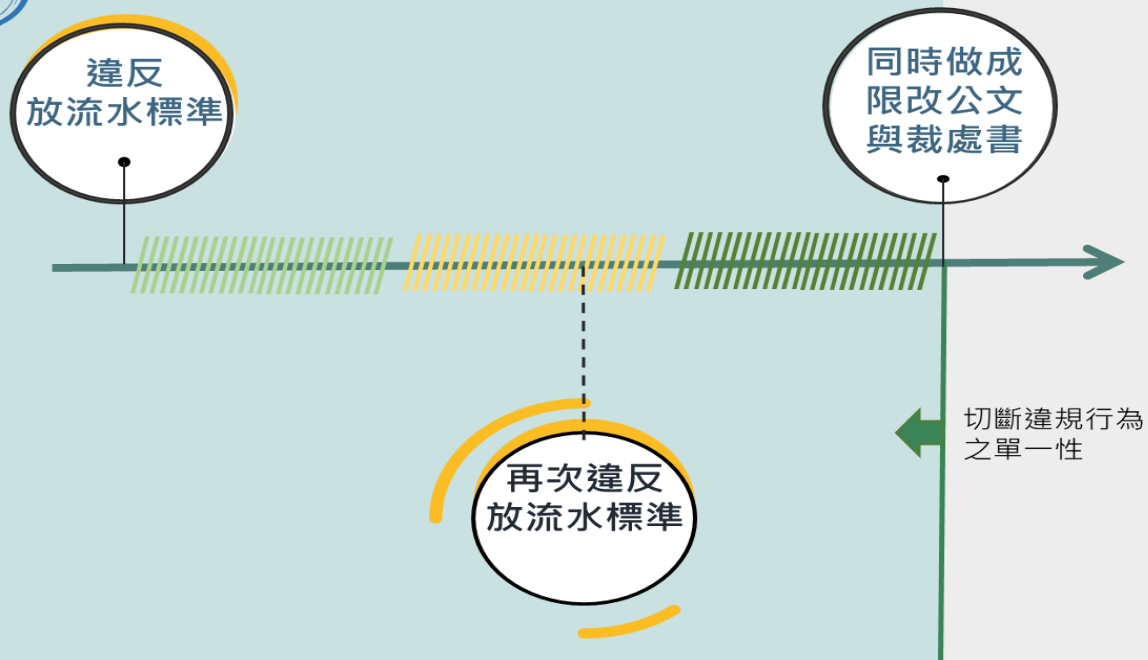 違反
放流水標準
同時做成
限改公文
與裁處書
切斷違規行為
之單一性
再次違反
放流水標準